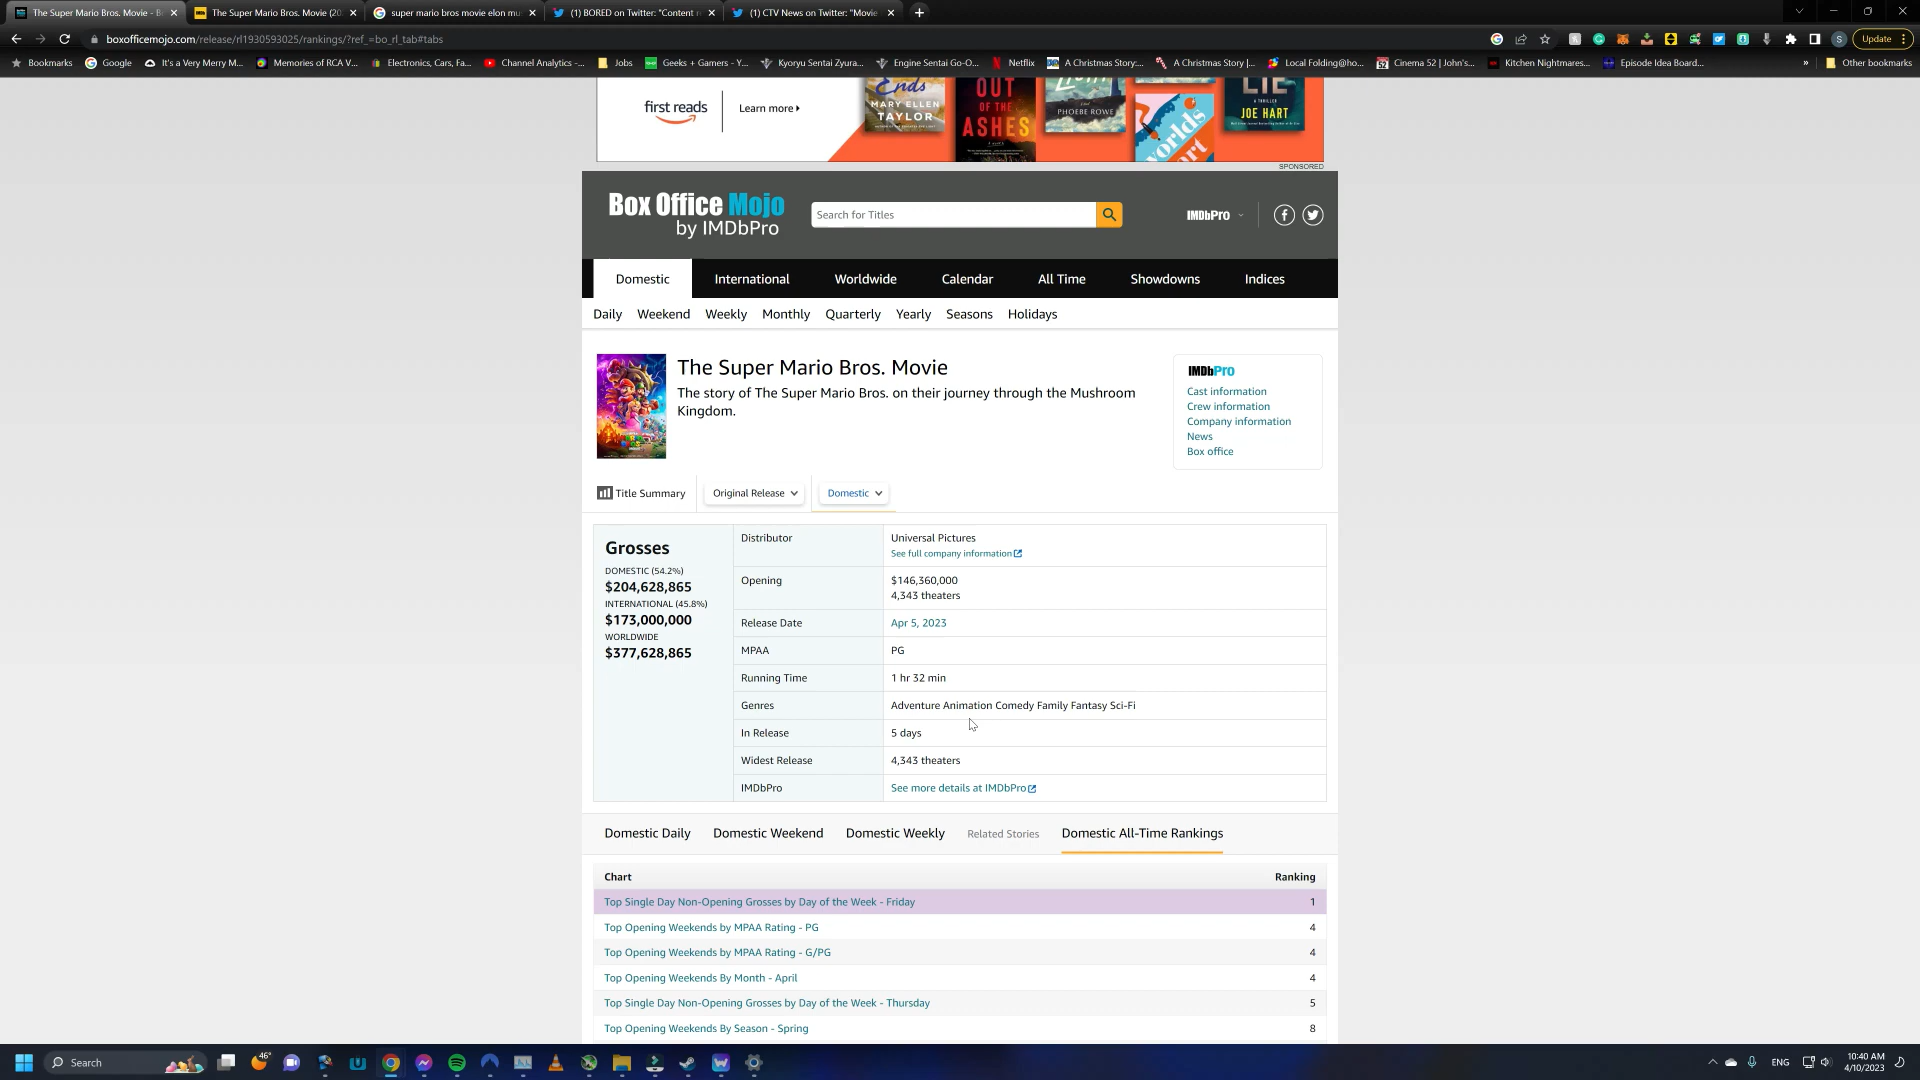 The Super Mario Bros. Movie - B
The Super Mario Bros. Movie (20
super mario bros movie elon mu
(1) BORED on Twitter: "Content
(1) CTV News on Twitter: "Movie
boxofficemojo.com/release/rl1930593025/rankings/?ref_=bo_rl_tab#tabs
S
Update
Bookmarks
Google
It's a Very Merry M...
Memories of RCA V...
Electronics, Cars, Fa...
Channel Analytics -...
Jobs
Geeks + Gamers - Y...
Kyoryu Sentai Zyura...
Engine Sentai Go-O...
Netflix
A Christmas Story:...
A Christmas Story |...
Local Folding@ho...
Cinema 52 | John's...
Kitchen Nightmares...
Episode Idea Board...
»
Other bookmarks
first reads
Learn more
Ends
MARY ELLEN
TAYLOR
OUT
OF THE
ASHES
PHOEBE ROWE
LIE
A THRILLER
JOE HART
SPONSORED
Box Office Mojo
by IMDbPro
Search for Titles
IMDbPro
Domestic
International
Worldwide
Calendar
All Time
Showdowns
Indices
Daily
Weekend
Weekly
Monthly
Quarterly
Yearly
Seasons
Holidays
The Super Mario Bros. Movie
The story of The Super Mario Bros. on their journey through the Mushroom
Kingdom.
IMDbPro
Cast information
Crew information
Company information
News
Box office
Title Summary
Original Release
Domestic
Grosses
DOMESTIC (54.2%)
$204,628,865
INTERNATIONAL (45.8%)
$173,000,000
WORLDWIDE
$377,628,865
Distributor
Universal Pictures
See full company information
Opening
$146,360,000
4,343 theaters
Release Date
Apr 5, 2023
MPAA
PG
Running Time
1 hr 32 min
Genres
Adventure Animation Comedy Family Fantasy Sci-Fi
In Release
5 days
Widest Release
4,343 theaters
IMDbPro
See more details at IMDbPro
Domestic Daily
Domestic Weekend
Domestic Weekly
Related Stories
Domestic All-Time Rankings
Chart
Ranking
Top Single Day Non-Opening Grosses by Day of the Week - Friday
1
Top Opening Weekends by MPAA Rating - PG
4
Top Opening Weekends by MPAA Rating - G/PG
4
Top Opening Weekends By Month - April
4
Top Single Day Non-Opening Grosses by Day of the Week - Thursday
5
Top Opening Weekends By Season - Spring
8
Search
46°
ENG
10:40 AM
4/10/2023